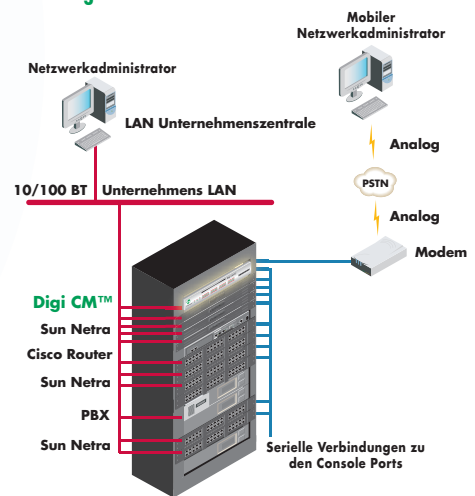 Mobiler
Netzwerkadministrator
Netzwerkadministrator
LAN Unternehmenszentrale
Analog
PSTN
10/100 BT
Unternehmens LAN
Analog
Modem
Digi CM™
Sun Netra
Cisco Router
Sun Netra
PBX
Sun Netra
Serielle Verbindungen zu
den Console Ports